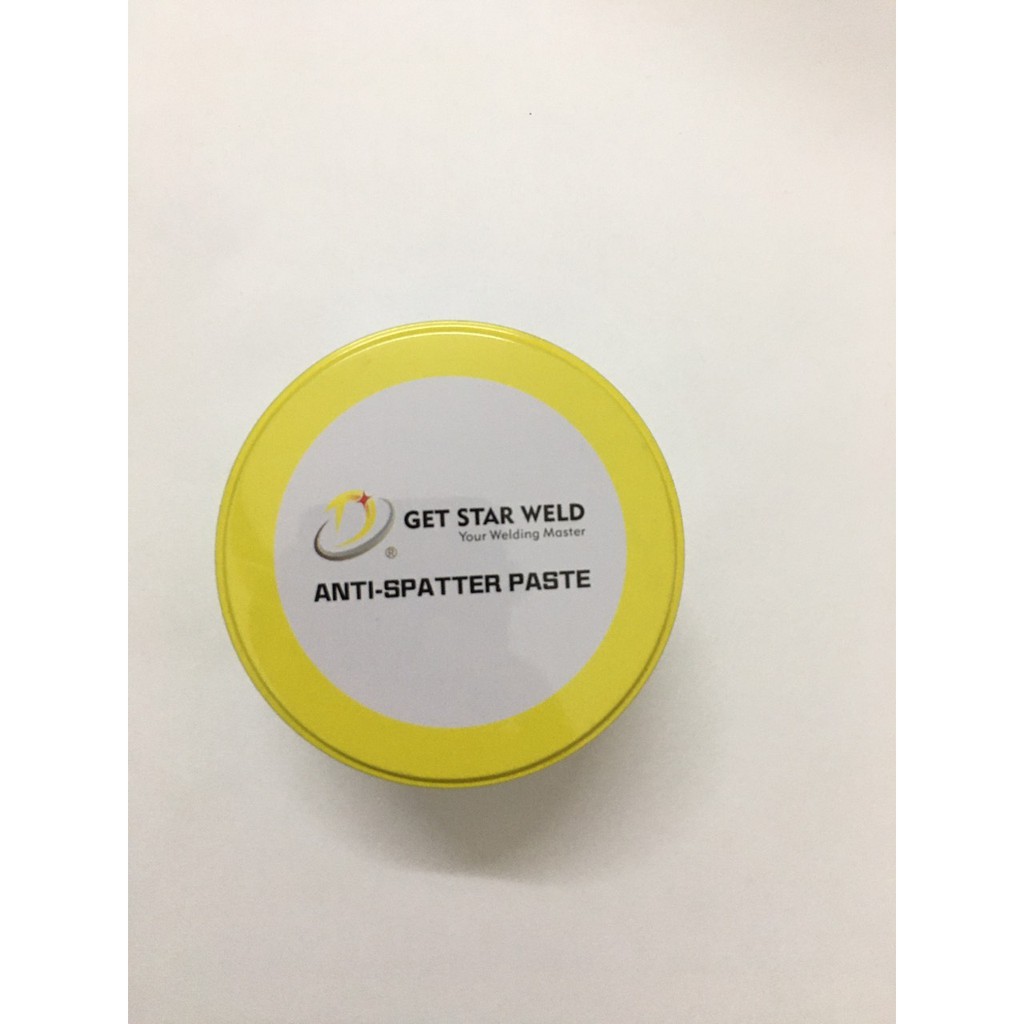 GET STAR WELD
Your Welding Master
®
ANTI-SPATTER PASTE